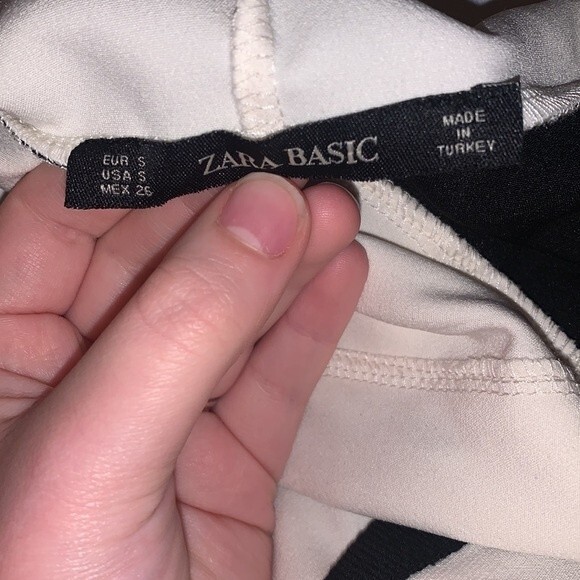 EUR S
USA S
MEX 26
ZARA BASIC
MADE
IN
TURKEY